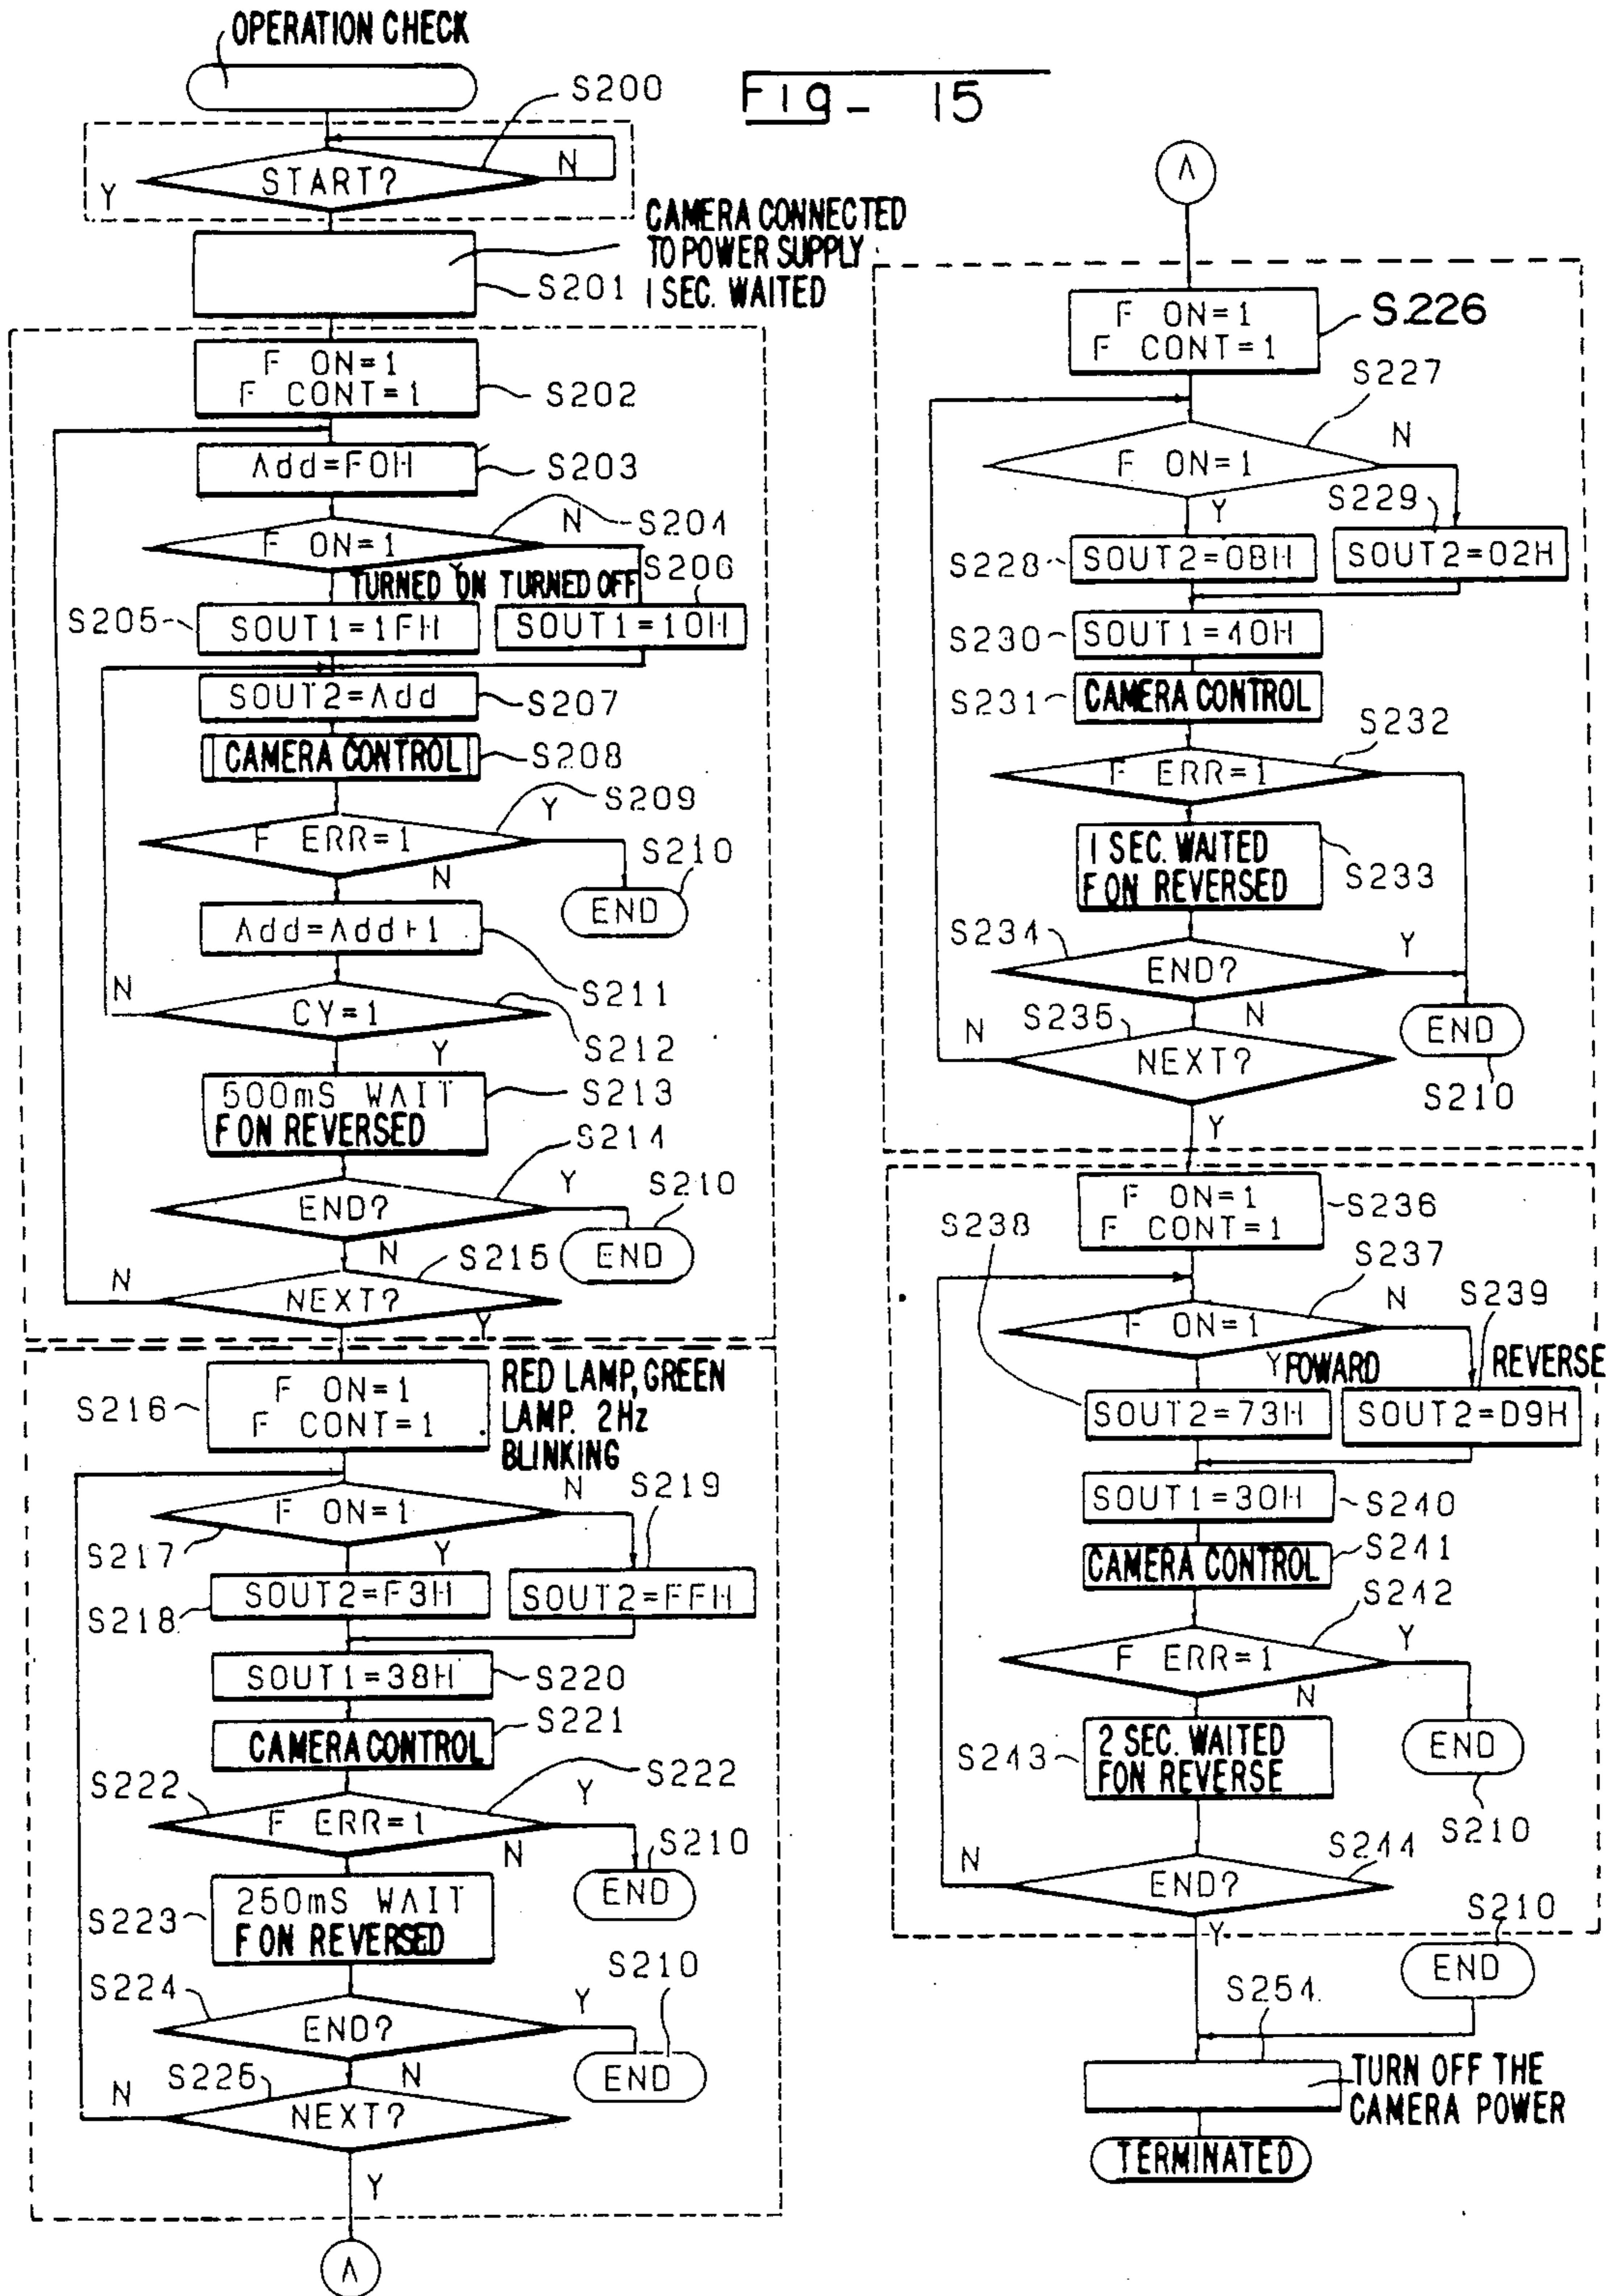 OPERATION CHECK
Fig- 15
S200
START?
N
Y
CAMERA CONNECTED
TO POWER SUPPLY
S201 1 SEC. WAITED
F ON=1
F CONT=1
S202
Add=F0H
S203
N
S204
F ON=1
Y
TURNED ON TURNED OFF
S206
S205
SOUT1=1FH
SOUT1=10H
SOUT2=Add
S207
CAMERA CONTROL
S208
Y
S209
F ERR=1
N
S210
END
Add=Add+1
S211
N
CY=1
Y
S212
500mS WAIT
F ON REVERSED
S213
S214
END?
Y
S210
END
N
S215
N
NEXT?
Y
S216
F ON=1
F CONT=1
RED LAMP, GREEN
LAMP. 2Hz
BLINKING
N
S219
F ON=1
S217
Y
S218
SOUT2=F3H
SOUT2=FFH
SOUT1=38H
S220
CAMERA CONTROL
S221
S222
F ERR=1
Y
S222
N
S210
END
S223
250mS WAIT
F ON REVERSED
S224
END?
Y
S210
END
N
S225
N
NEXT?
Y
A
A
F ON=1
F CONT=1
S.226
S227
F ON=1
N
Y
S229
S228
SOUT2=0BH
SOUT2=02H
S230
SOUT1=40H
S231
CAMERA CONTROL
S232
F ERR=1
1 SEC. WAITED
F ON REVERSED
S233
S234
END?
Y
N
S235
N
NEXT?
END
S210
Y
F ON=1
F CONT=1
S236
S238
S237
F ON=1
N
S239
Y FOWARD
REVERSE
SOUT2=73H
SOUT2=D9H
SOUT1=30H
S240
CAMERA CONTROL
S241
S242
F ERR=1
Y
N
END
S210
S243
2 SEC. WAITED
FON REVERSE
S244
N
END?
Y
S210
END
S254.
TURN OFF THE
CAMERA POWER
TERMINATED